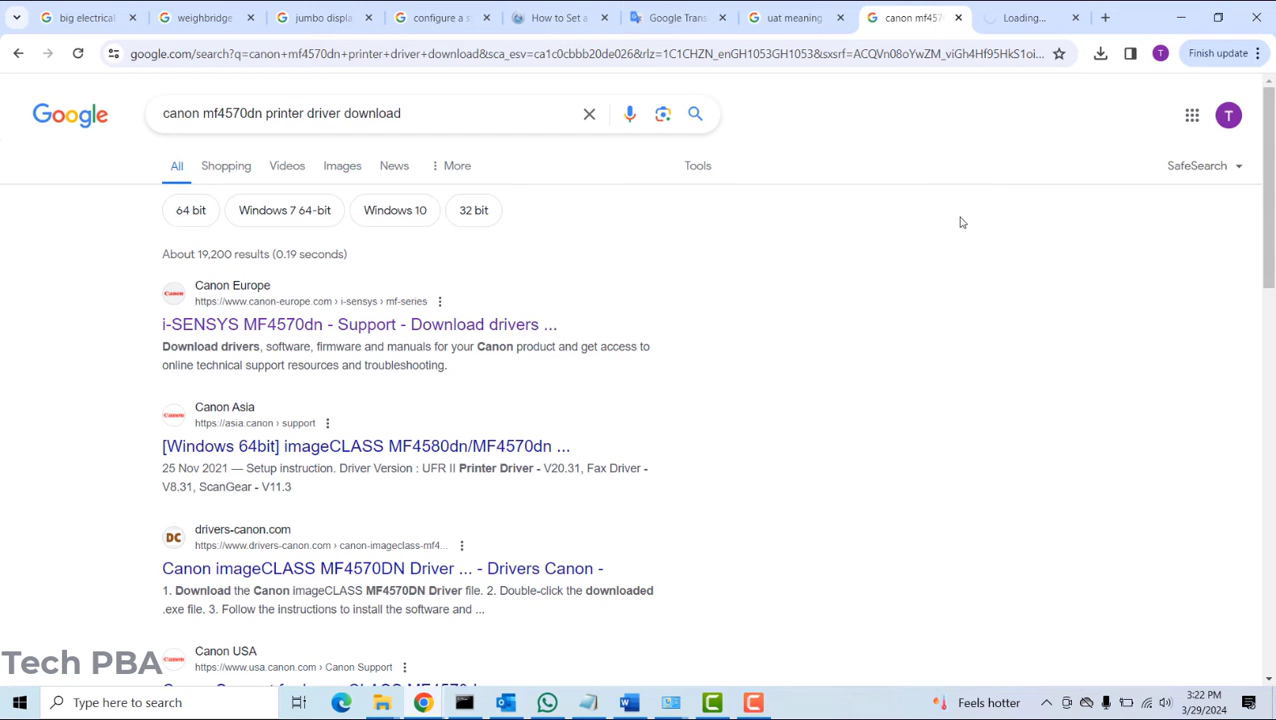 big electrical
weighbridge
jumbo displa
configure a s
How to Set a
Google Trans
uat meaning
canon mf4570
Loading...
google.com/search?q=canon+mf4570dn+printer+driver+download&sca_esv=ca1c0cbbb20de026&rlz=1C1CHZN_enGH1053GH1053&sxsrf=ACQVn08oYwZM_viGh4Hf95HkS1oi...
T
Finish update
Google
canon mf4570dn printer driver download
T
All
Shopping
Videos
Images
News
More
Tools
SafeSearch
64 bit
Windows 7 64-bit
Windows 10
32 bit
About 19,200 results (0.19 seconds)
Canon
Canon Europe
https://www.canon-europe.com › i-sensys › mf-series
i-SENSYS MF4570dn - Support - Download drivers ...
Download drivers, software, firmware and manuals for your Canon product and get access to
online technical support resources and troubleshooting.
Canon
Canon Asia
https://asia.canon › support
[Windows 64bit] imageCLASS MF4580dn/MF4570dn ...
25 Nov 2021 — Setup instruction. Driver Version : UFR II Printer Driver - V20.31, Fax Driver -
V8.31, ScanGear - V11.3
DC
drivers-canon.com
https://www.drivers-canon.com › canon-imageclass-mf4...
Canon imageCLASS MF4570DN Driver ... - Drivers Canon -
1. Download the Canon imageCLASS MF4570DN Driver file. 2. Double-click the downloaded
.exe file. 3. Follow the instructions to install the software and ...
Canon
Canon USA
https://www.usa.canon.com › Canon Support
Tech PBA
Type here to search
Feels hotter
3:22 PM
3/29/2024